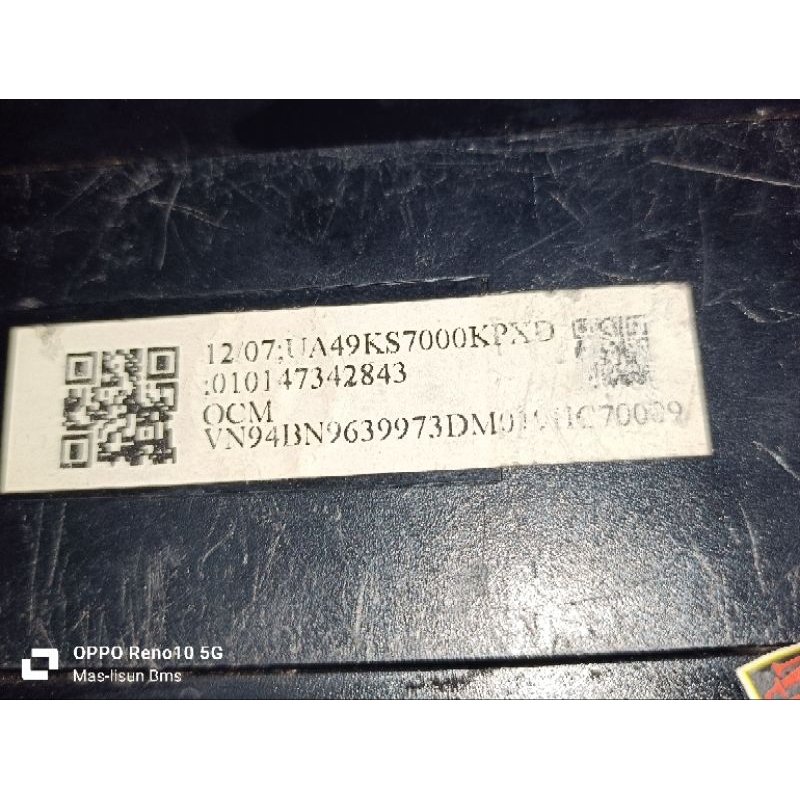 12/07;UA49KS7000KPXD
;010147342843
OCM
OPPO Reno10 5G
Mas-lisun Bms